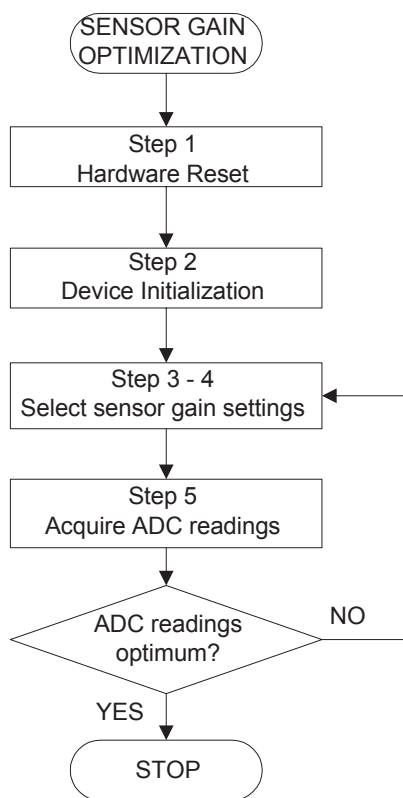 SENSOR GAIN
OPTIMIZATION
Step 1
Hardware Reset
Step 2
Device Initialization
Step 3 - 4
Select sensor gain settings
Step 5
Acquire ADC readings
ADC readings
optimum?
NO
YES
STOP